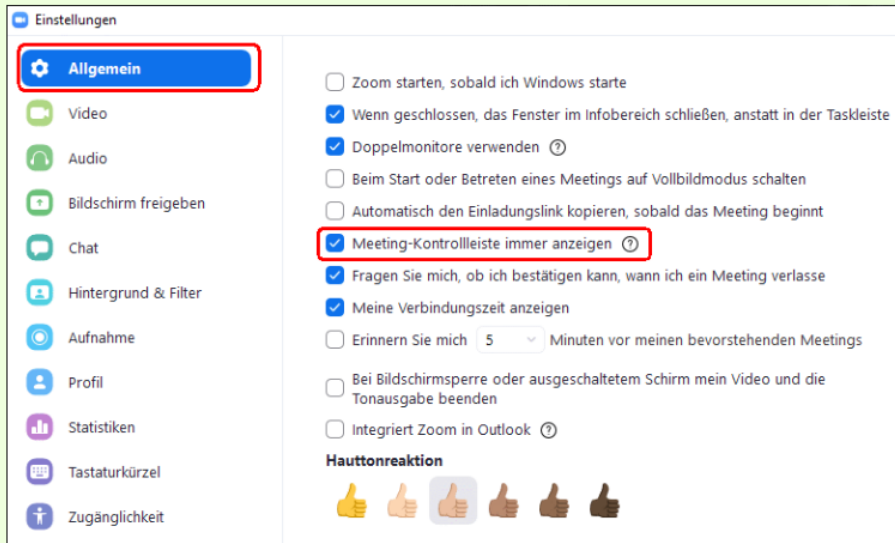 Einstellungen
Allgemein
Video
Audio
Bildschirm freigeben
Chat
Hintergrund & Filter
Aufnahme
Profil
Statistiken
Tastaturkürzel
Zugänglichkeit
Zoom starten, sobald ich Windows starte
Wenn geschlossen, das Fenster im Infobereich schließen, anstatt in der Taskleiste
Doppelmonitore verwenden ?
Beim Start oder Betreten eines Meetings auf Vollbildmodus schalten
Automatisch den Einladungslink kopieren, sobald das Meeting beginnt
Meeting-Kontrollleiste immer anzeigen ?
Fragen Sie mich, ob ich bestätigen kann, wann ich ein Meeting verlasse
Meine Verbindungszeit anzeigen
Erinnern Sie mich 5 Minuten vor meinen bevorstehenden Meetings
Bei Bildschirmsperre oder ausgeschaltetem Schirm mein Video und die
Tonausgabe beenden
Integriert Zoom in Outlook ?
Hauttonreaktion